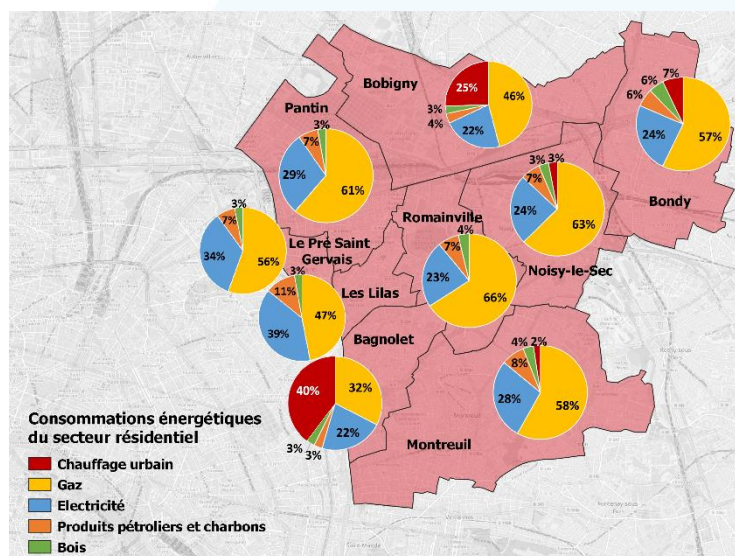 Bobigny
25%
46%
3%
4%
22%
6%
7%
6%
24%
57%
Bondy
Pantin
3%
7%
29%
61%
3%
3%
7%
24%
63%
Noisy-le-Sec
Romainville
4%
7%
23%
66%
3%
7%
34%
56%
Le Pré Saint
Gervais
3%
11%
39%
47%
Les Lilas
Bagnolet
40%
32%
22%
3%
3%
4%
2%
8%
28%
58%
Montreuil
Consommations énergétiques
du secteur résidentiel
Chauffage urbain
Gaz
Electricité
Produits pétroliers et charbons
Bois